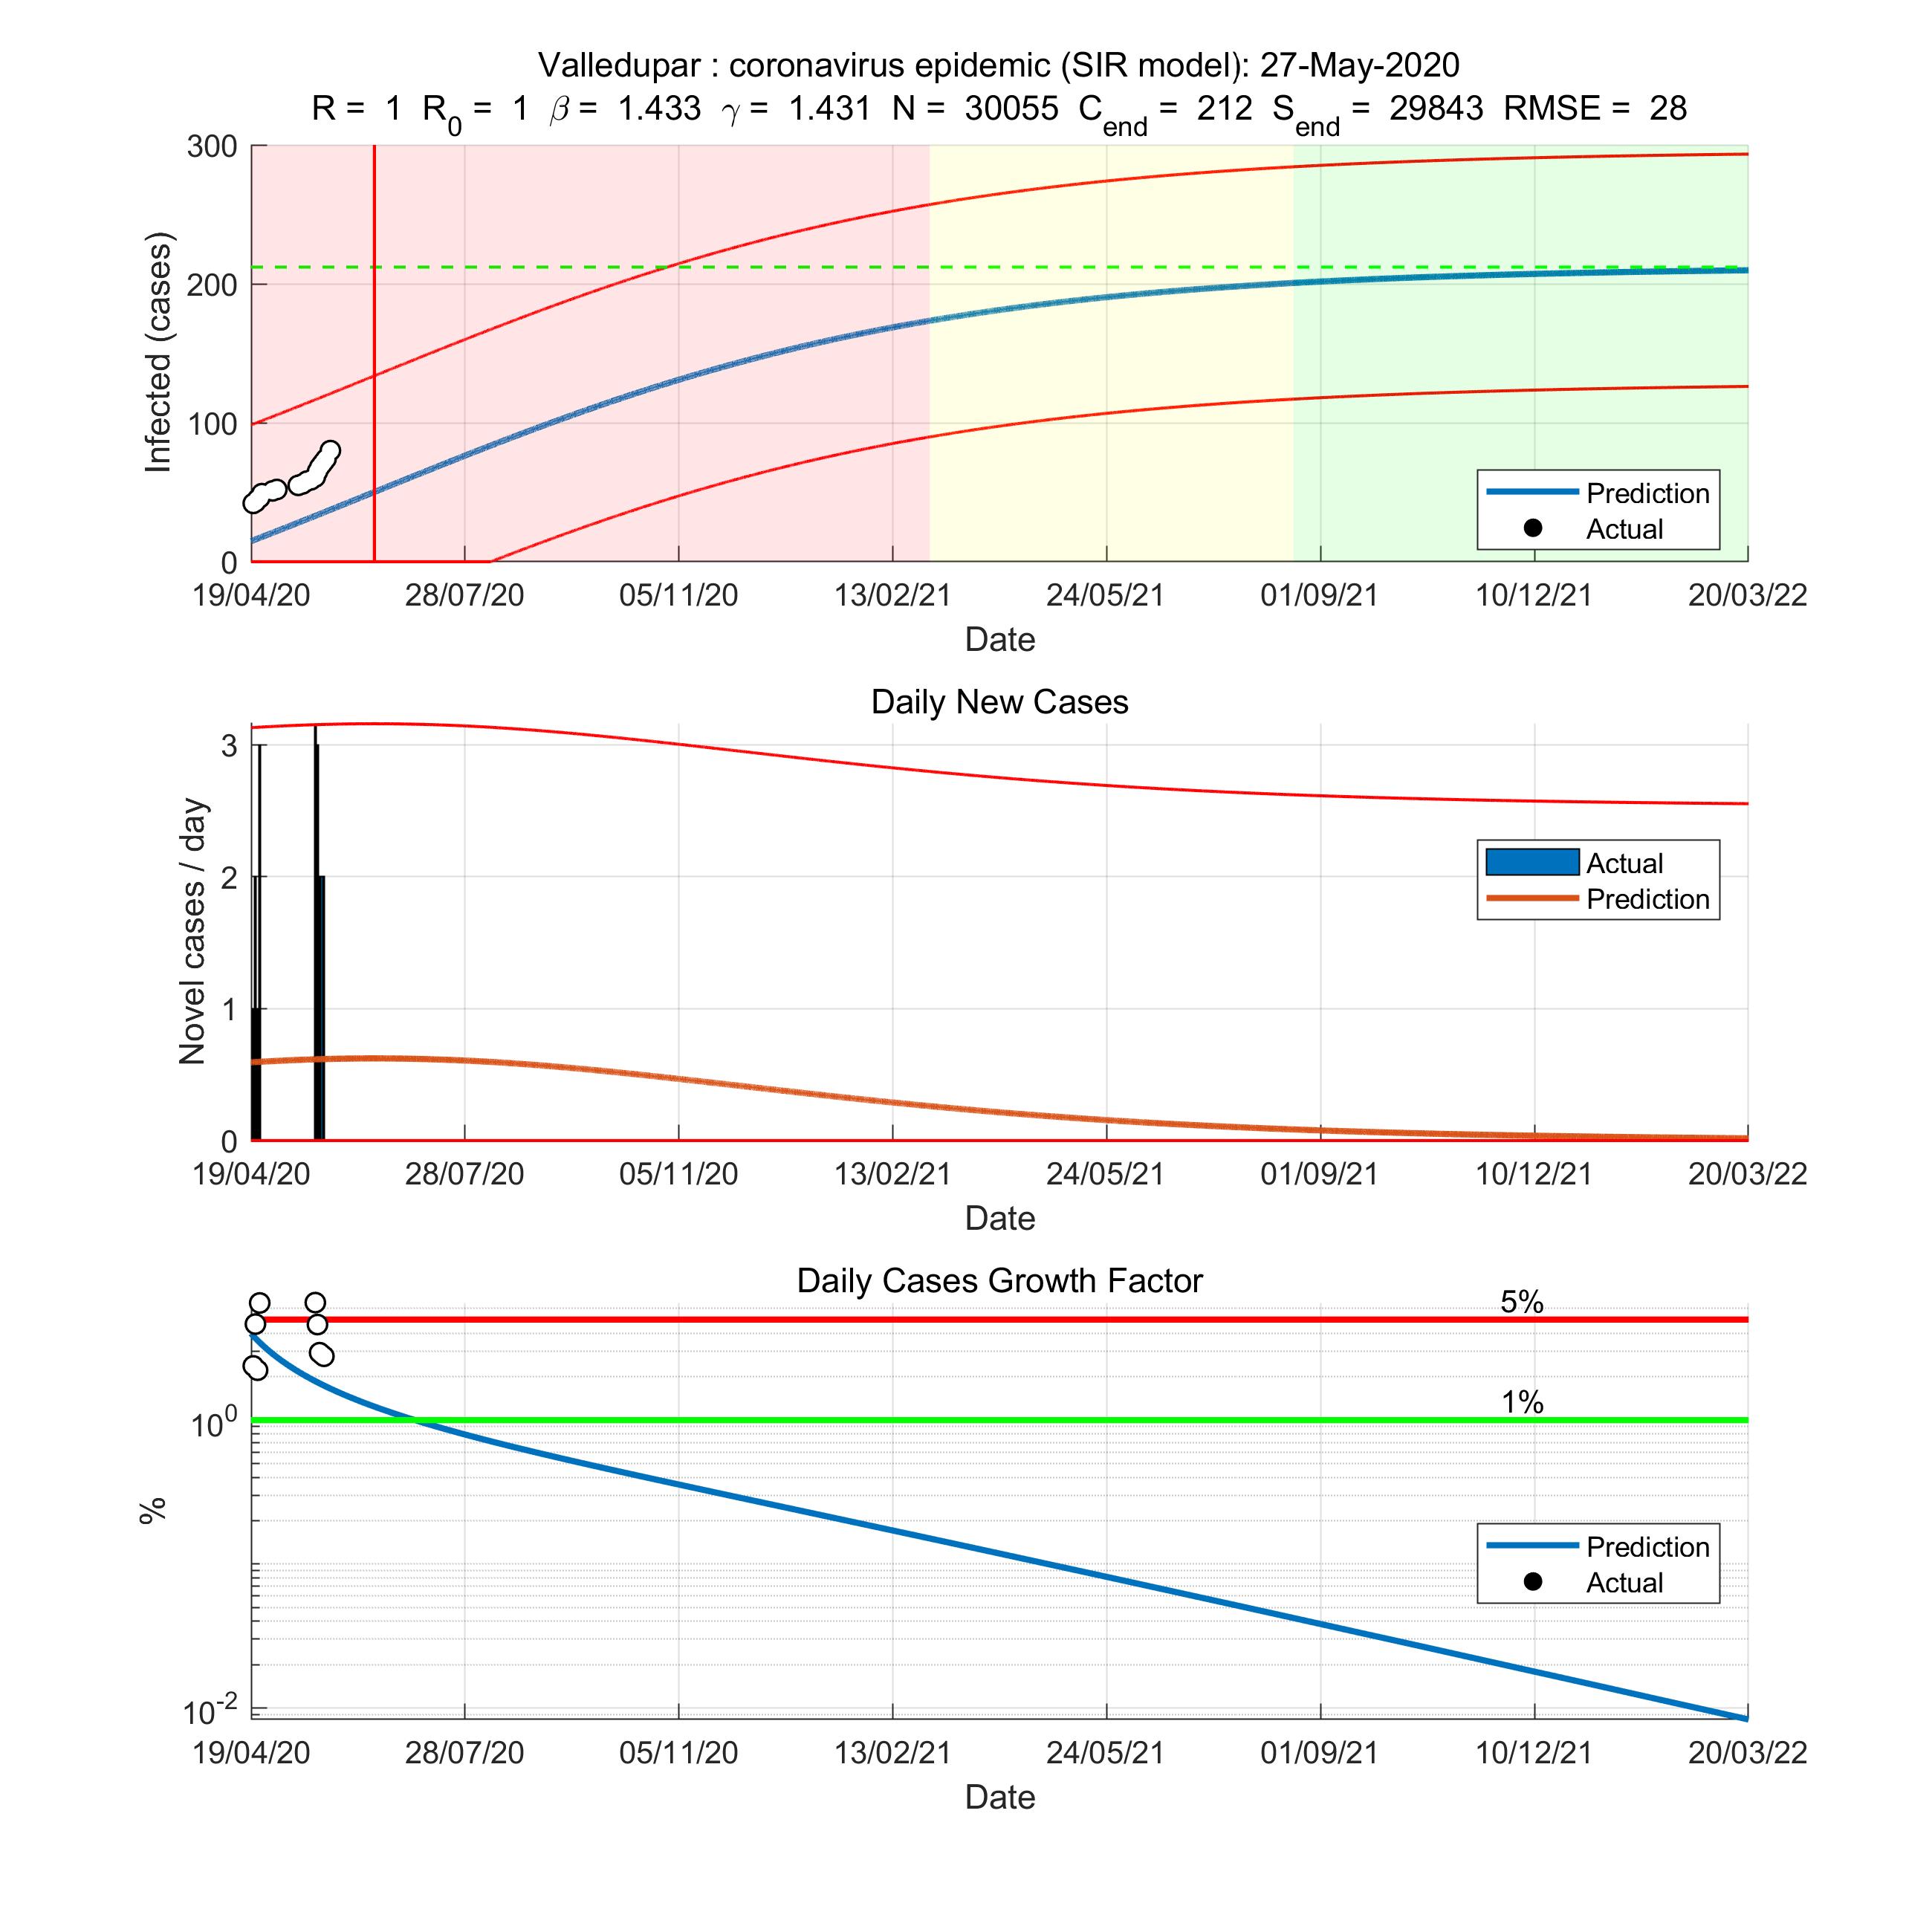 Valledupar : coronavirus epidemic (SIR model): 27-May-2020
R = 1 R0 = 1 β = 1.433 γ = 1.431 N = 30055 Cend = 212 Send = 29843 RMSE = 28
300
200
100
0
Infected (cases)
Prediction
Actual
19/04/20 28/07/20 05/11/20 13/02/21 24/05/21 01/09/21 10/12/21 20/03/22
Date
Daily New Cases
3
2
1
0
Novel cases / day
Actual
Prediction
19/04/20 28/07/20 05/11/20 13/02/21 24/05/21 01/09/21 10/12/21 20/03/22
Date
Daily Cases Growth Factor
5%
1%
10^0
10^-2
%
Prediction
Actual
19/04/20 28/07/20 05/11/20 13/02/21 24/05/21 01/09/21 10/12/21 20/03/22
Date